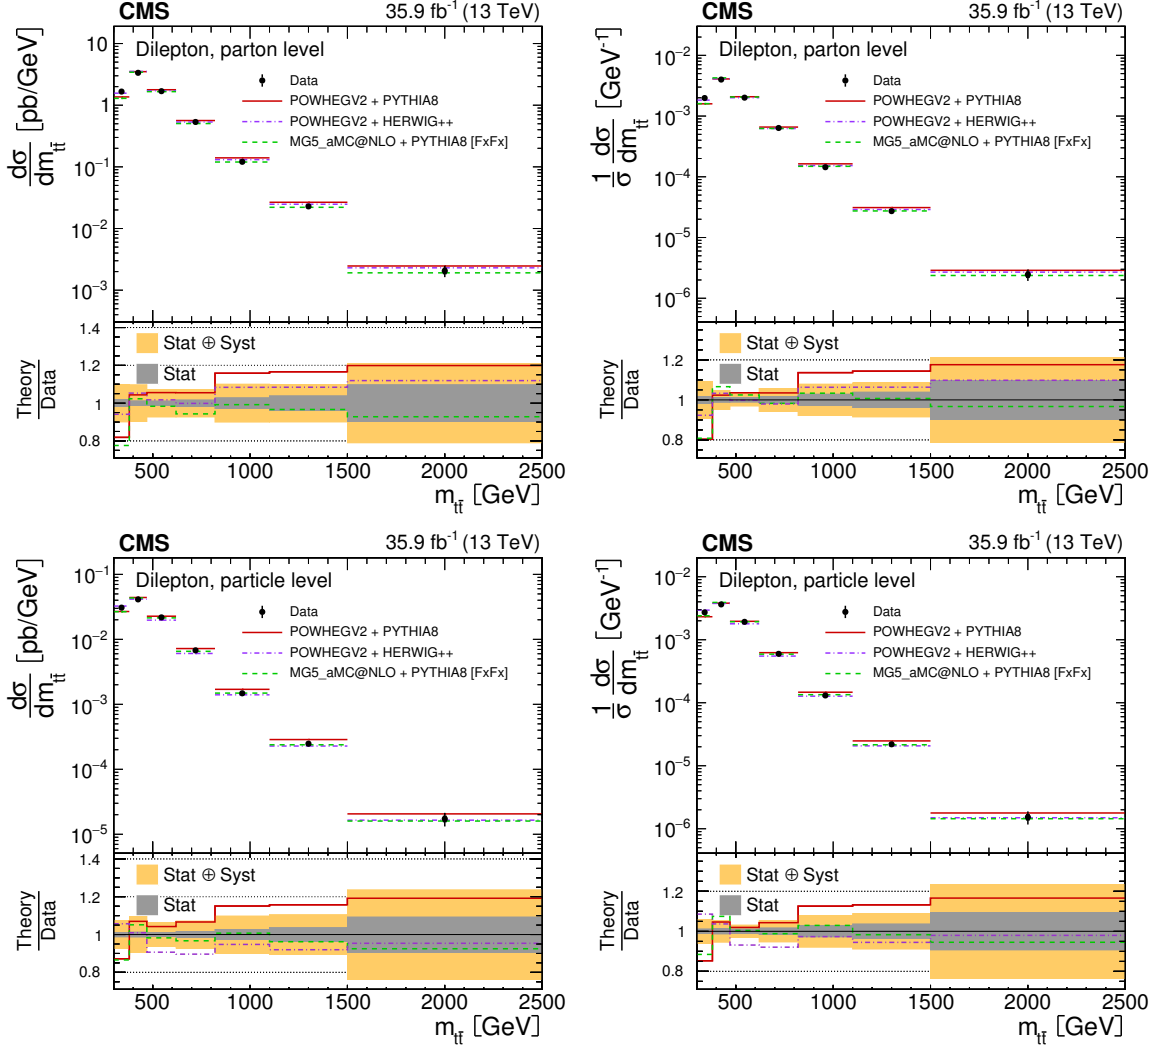 CMS 35.9 fb⁻¹ (13 TeV)
Dilepton, parton level
Data
POWHEGV2 + PYTHIA8
POWHEGV2 + HERWIG++
MG5_aMC@NLO + PYTHIA8 [FxFx]
dσ/dm_tt̄ [pb/GeV]
10
1
10⁻¹
10⁻²
10⁻³
Stat ⊕ Syst
Stat
Theory/Data
1.4
1.2
1.0
0.8
500 1000 1500 2000 2500
m_tt̄ [GeV]
CMS 35.9 fb⁻¹ (13 TeV)
Dilepton, parton level
Data
POWHEGV2 + PYTHIA8
POWHEGV2 + HERWIG++
MG5_aMC@NLO + PYTHIA8 [FxFx]
1/σ dσ/dm_tt̄ [GeV⁻¹]
10⁻²
10⁻³
10⁻⁴
10⁻⁵
10⁻⁶
Stat ⊕ Syst
Stat
Theory/Data
1.2
1
0.8
500 1000 1500 2000 2500
m_tt̄ [GeV]
CMS 35.9 fb⁻¹ (13 TeV)
Dilepton, particle level
Data
POWHEGV2 + PYTHIA8
POWHEGV2 + HERWIG++
MG5_aMC@NLO + PYTHIA8 [FxFx]
dσ/dm_tt̄ [pb/GeV]
10⁻¹
10⁻²
10⁻³
10⁻⁴
10⁻⁵
Stat ⊕ Syst
Stat
Theory/Data
1.4
1.2
1.0
0.8
500 1000 1500 2000 2500
m_tt̄ [GeV]
CMS 35.9 fb⁻¹ (13 TeV)
Dilepton, particle level
Data
POWHEGV2 + PYTHIA8
POWHEGV2 + HERWIG++
MG5_aMC@NLO + PYTHIA8 [FxFx]
1/σ dσ/dm_tt̄ [GeV⁻¹]
10⁻²
10⁻³
10⁻⁴
10⁻⁵
10⁻⁶
Stat ⊕ Syst
Stat
Theory/Data
1.2
1
0.8
500 1000 1500 2000 2500
m_tt̄ [GeV]